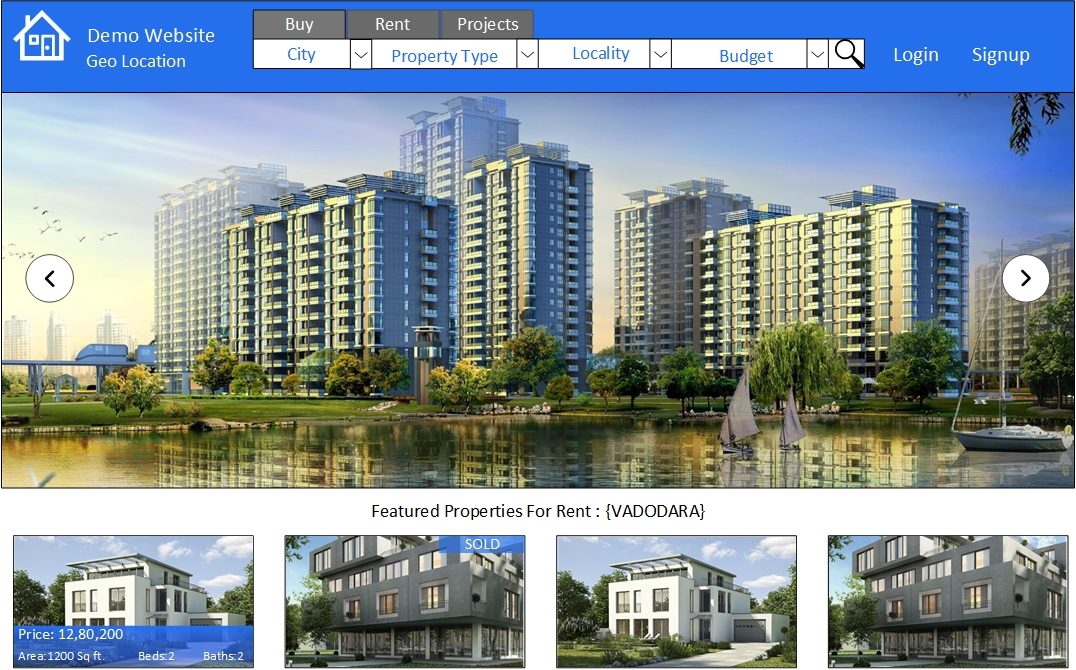 Buy Rent Projects
Demo Website
Geo Location
City Property Type Locality Budget
Login Signup
Featured Properties For Rent : {VADODARA}
SOLD
Price: 12,80,200
Area:1200 Sq ft. Beds:2 Baths:2